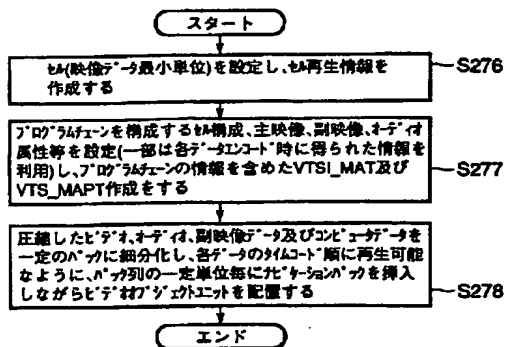 スタート
セル(映像データ最小単位)を設定し、セル再生情報を
作成する
S276
プログラムチェーンを構成するセル構成、主映像、副映像、オーディオ
属性等を設定(一部は各データエンコード時に得られた情報を
利用)し、プログラムチェーンの情報を含めたVTSI_MAT及び
VTS_MAPT作成をする
S277
圧縮したビデオ、オーディオ、副映像データ及びコンピュータデータを
一定のパックに細分化し、各データのタイムコード順に再生可能
なように、パック列の一定単位毎にナビゲーションパックを挿入
しながらビデオオブジェクトユニットを配置する
S278
エンド